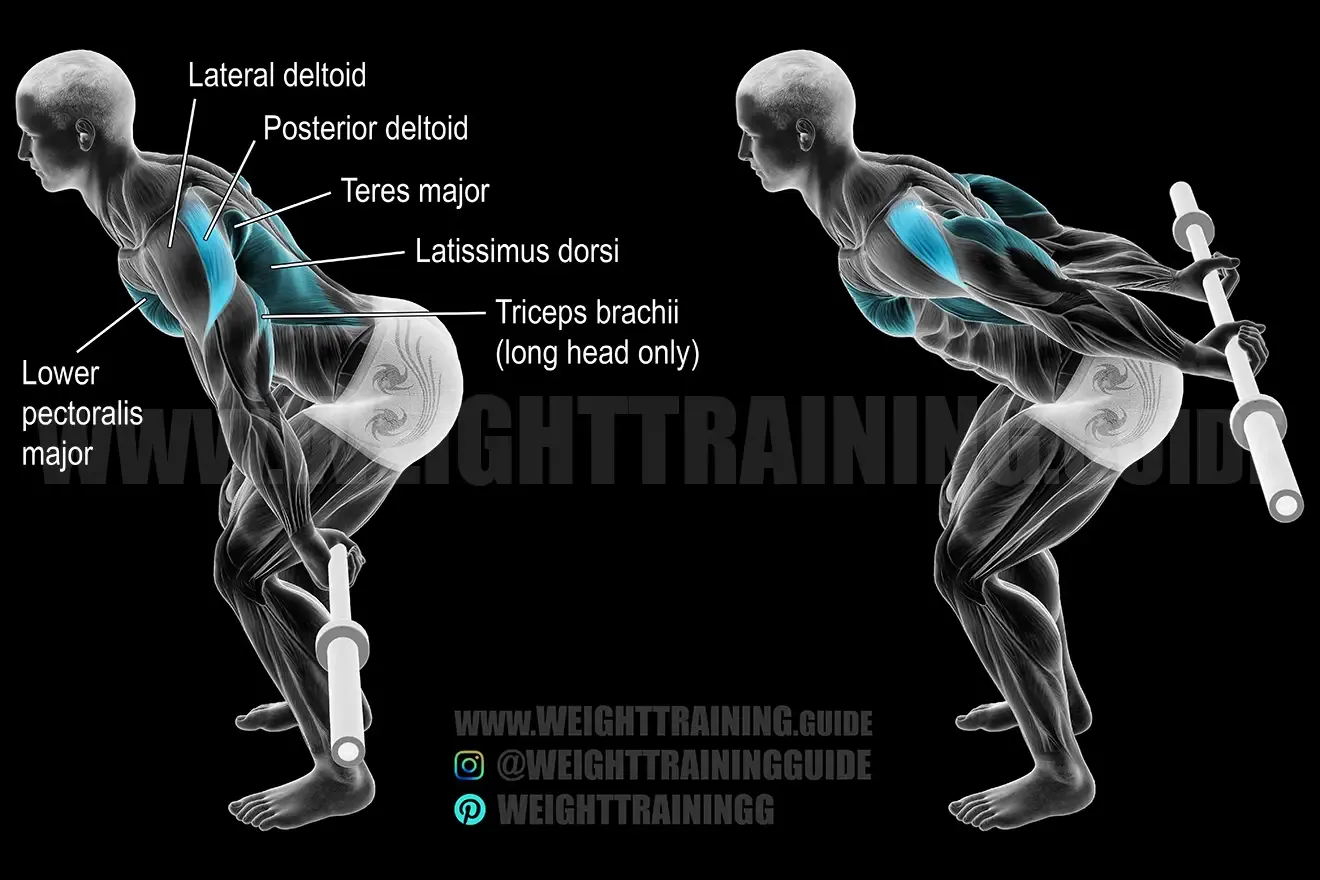 Lateral deltoid
Posterior deltoid
Teres major
Latissimus dorsi
Triceps brachii
(long head only)
Lower
pectoralis
major
WWW.WEIGHTTRAINING.GUIDE
WWW.WEIGHTTRAINING.GUIDE
@WEIGHTTRAININGGUIDE
WEIGHTTRAININGG